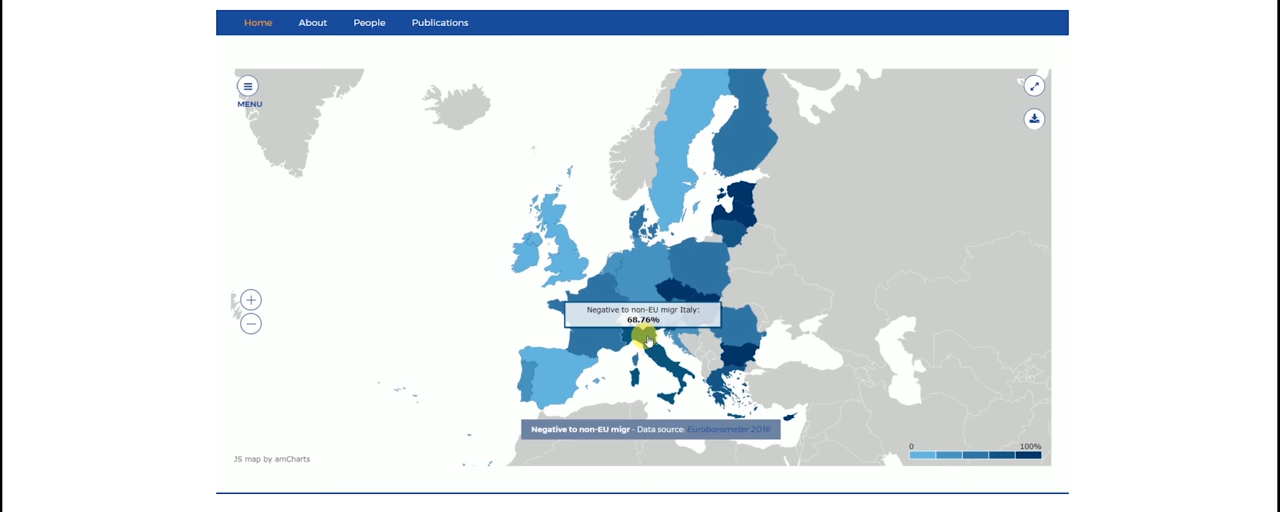 Home About People Publications
MENU
Negative to non-EU migr Italy:
68.76%
Negative to non-EU migr - Data source: Eurobarometer 2016
0 100%
JS map by amCharts